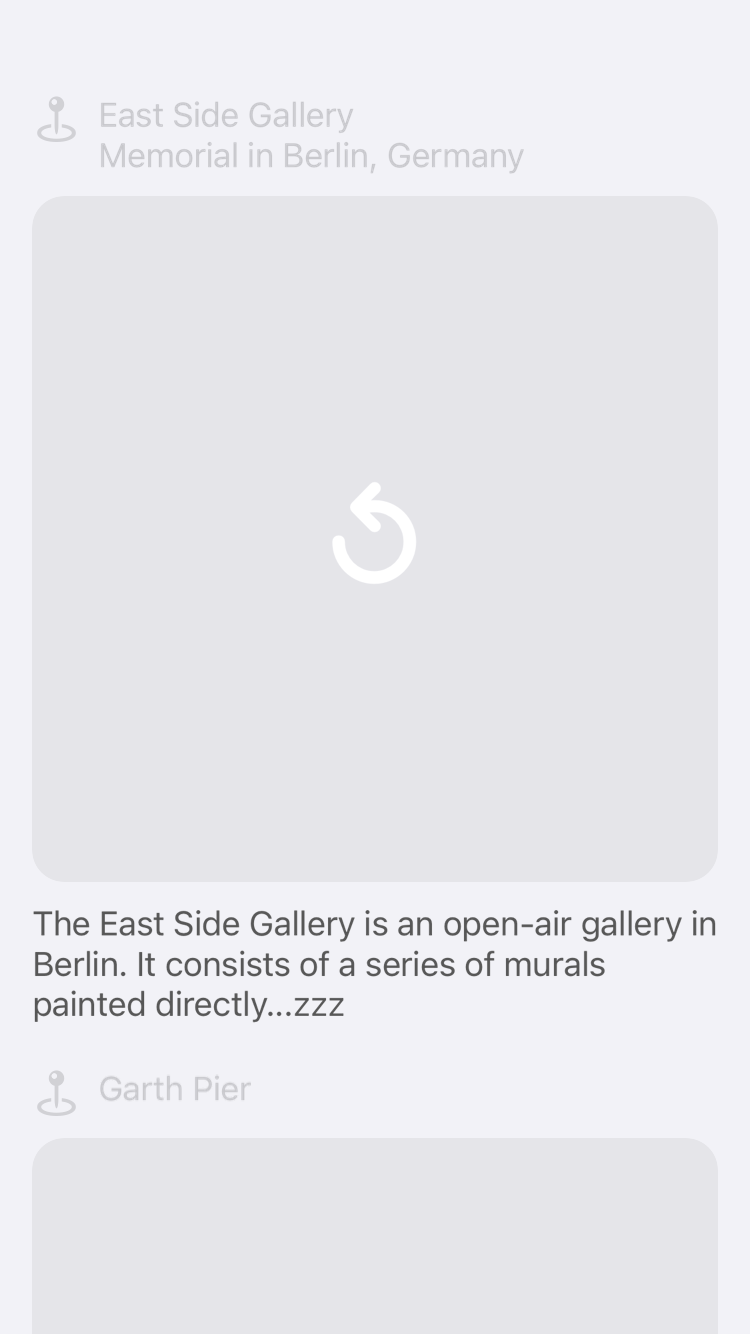 East Side Gallery
Memorial in Berlin, Germany
The East Side Gallery is an open-air gallery in
Berlin. It consists of a series of murals
painted directly...zzz
Garth Pier